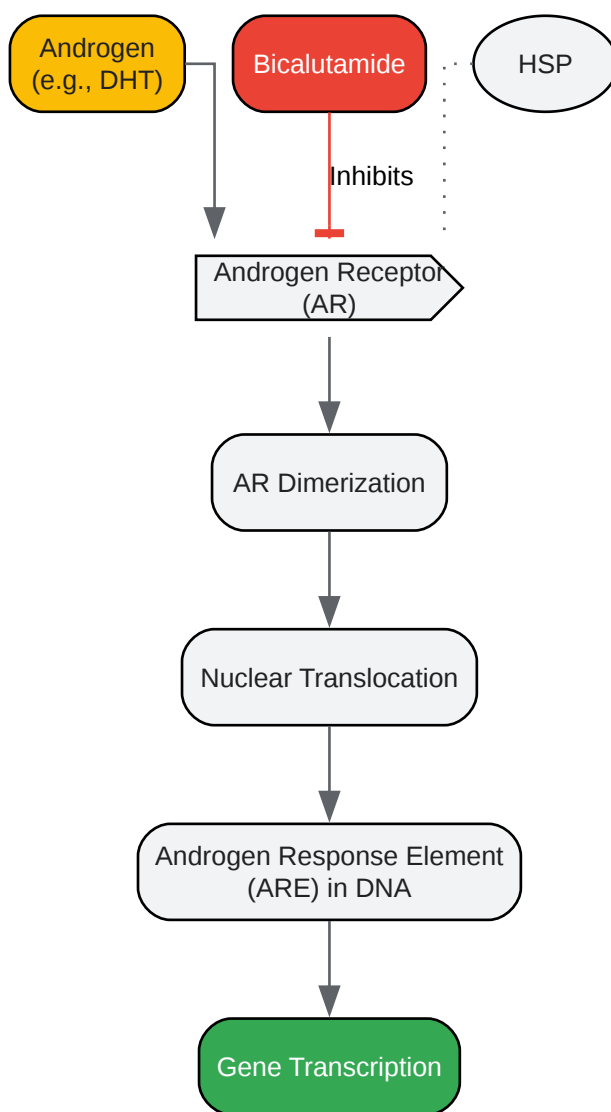 Androgen
(e.g., DHT)
Bicalutamide
HSP
Inhibits
Androgen Receptor
(AR)
AR Dimerization
Nuclear Translocation
Androgen Response Element
(ARE) in DNA
Gene Transcription